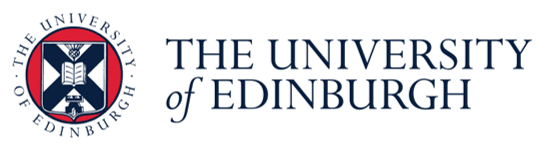 · THE UNIVERSITY ·
OF EDINBURGH
THE UNIVERSITY
of EDINBURGH